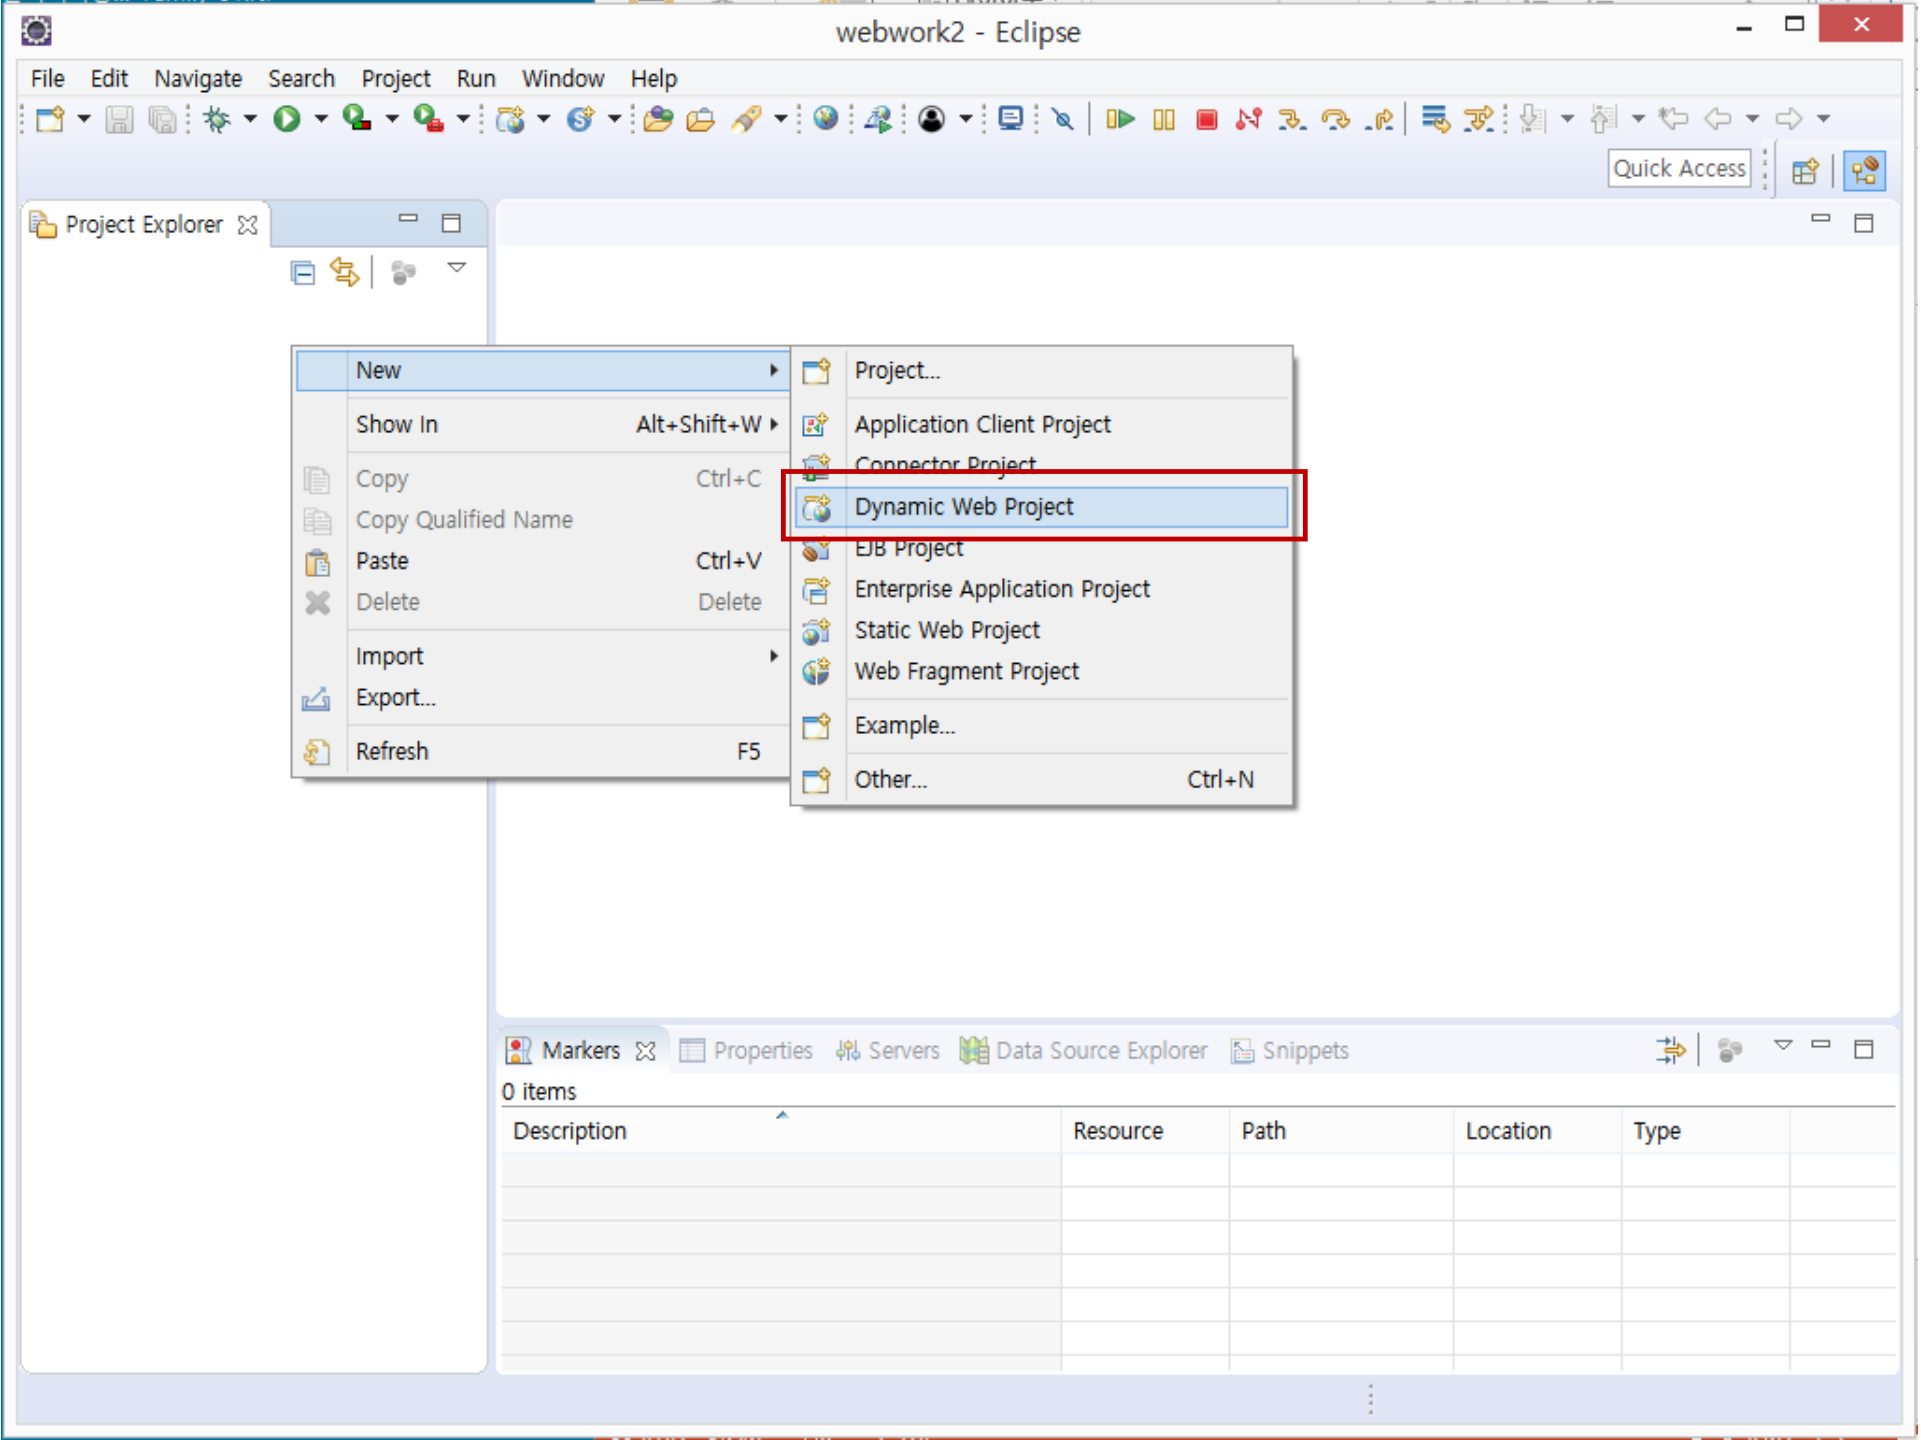 webwork2 - Eclipse
File Edit Navigate Search Project Run Window Help
Quick Access
Project Explorer
New
Show In Alt+Shift+W
Copy Ctrl+C
Copy Qualified Name
Paste Ctrl+V
Delete Delete
Import
Export...
Refresh F5
Project...
Application Client Project
Connector Project
Dynamic Web Project
EJB Project
Enterprise Application Project
Static Web Project
Web Fragment Project
Example...
Other... Ctrl+N
Markers Properties Servers Data Source Explorer Snippets
0 items
Description Resource Path Location Type